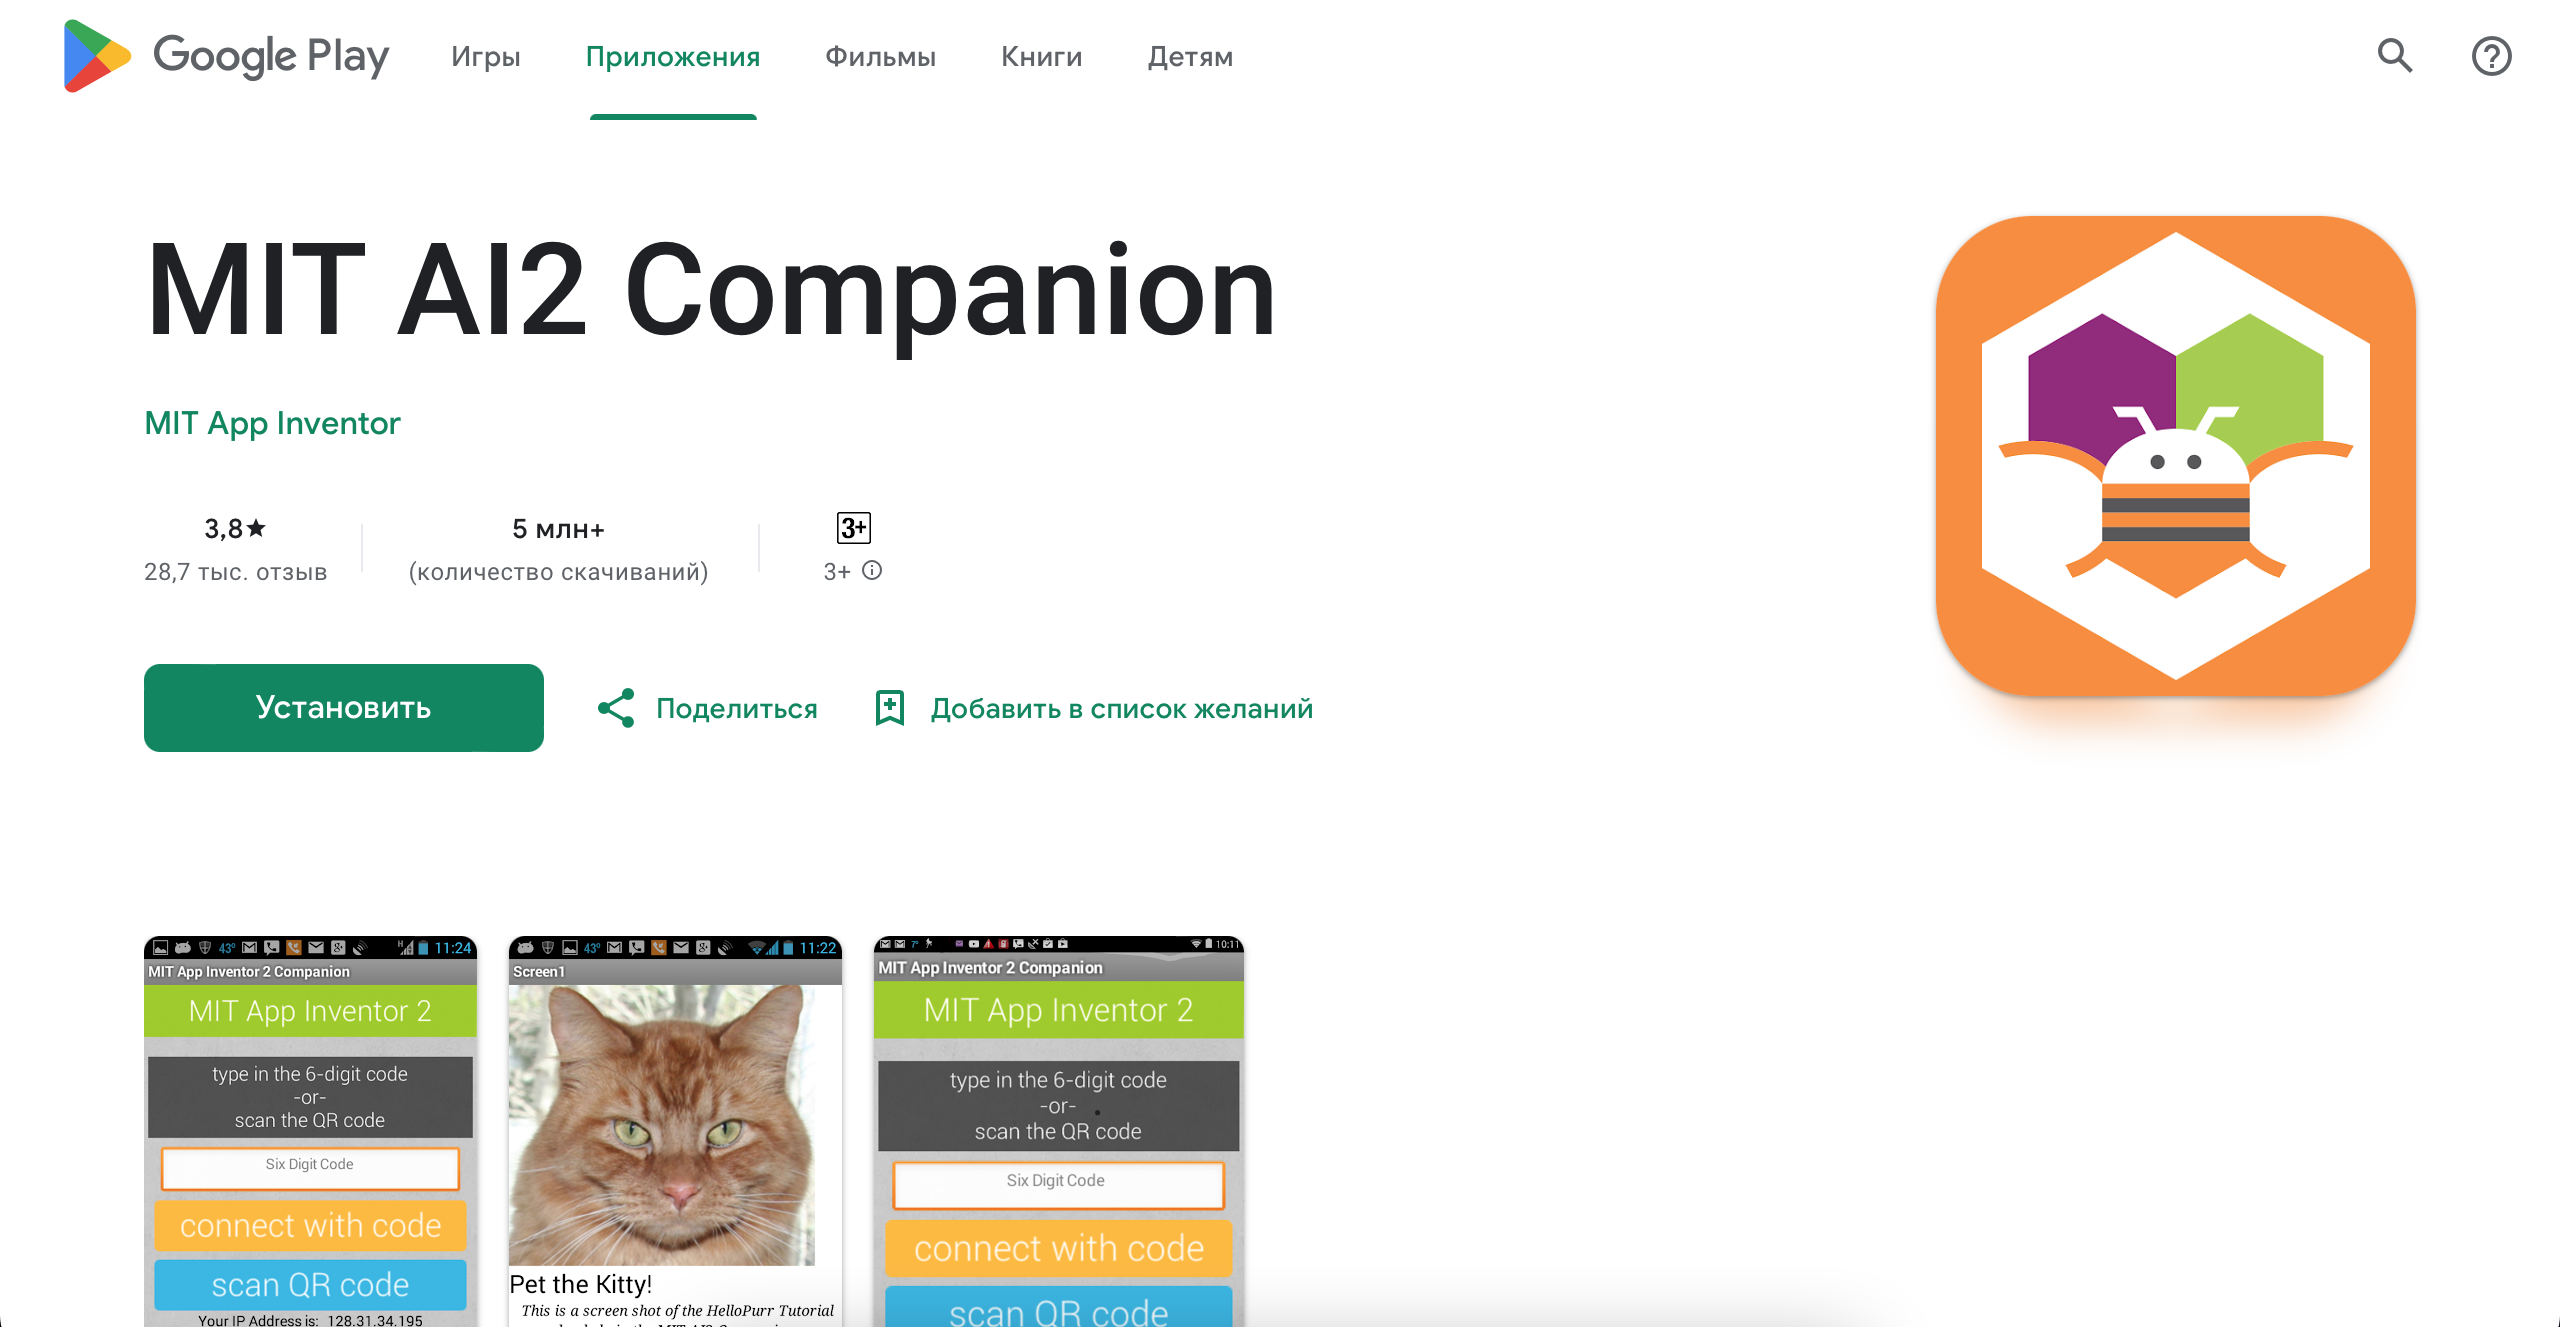 Google Play Игры Приложения Фильмы Книги Детям
MIT AI2 Companion
MIT App Inventor
3,8★ 5 млн+ 3+
28,7 тыс. отзыв (количество скачиваний) 3+
Установить Поделиться Добавить в список желаний
43° 11:24
MIT App Inventor 2 Companion
MIT App Inventor 2
type in the 6-digit code
-or-
scan the QR code
Six Digit Code
connect with code
scan QR code
Your IP Address is: 128.31.34.195
43° 11:22
Screen1
Pet the Kitty!
This is a screen shot of the HelloPurr Tutorial
7° 10:11
MIT App Inventor 2 Companion
MIT App Inventor 2
type in the 6-digit code
-or-
scan the QR code
Six Digit Code
connect with code
scan QR code